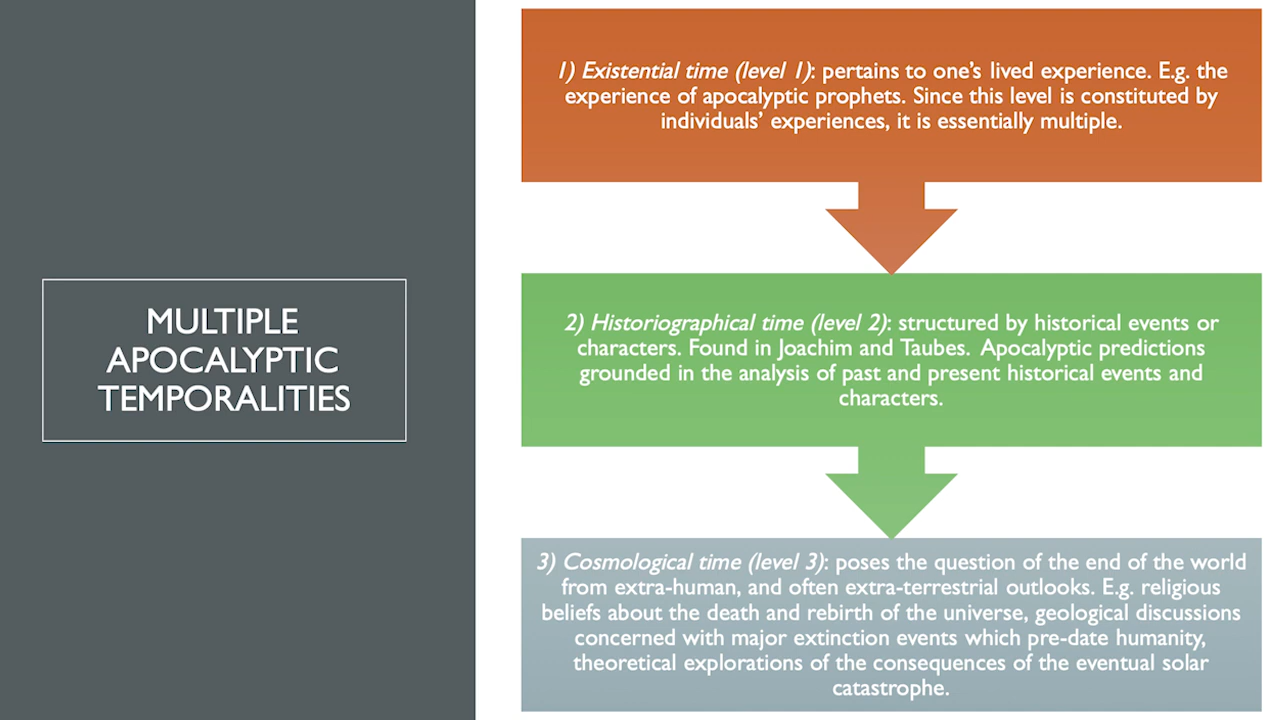 MULTIPLE
APOCALYPTIC
TEMPORALITIES
1) Existential time (level 1): pertains to one's lived experience. E.g. the
experience of apocalyptic prophets. Since this level is constituted by
individuals' experiences, it is essentially multiple.
2) Historiographical time (level 2): structured by historical events or
characters. Found in Joachim and Taubes. Apocalyptic predictions
grounded in the analysis of past and present historical events and
characters.
3) Cosmological time (level 3): poses the question of the end of the world
from extra-human, and often extra-terrestrial outlooks. E.g. religious
beliefs about the death and rebirth of the universe, geological discussions
concerned with major extinction events which pre-date humanity,
theoretical explorations of the consequences of the eventual solar
catastrophe.